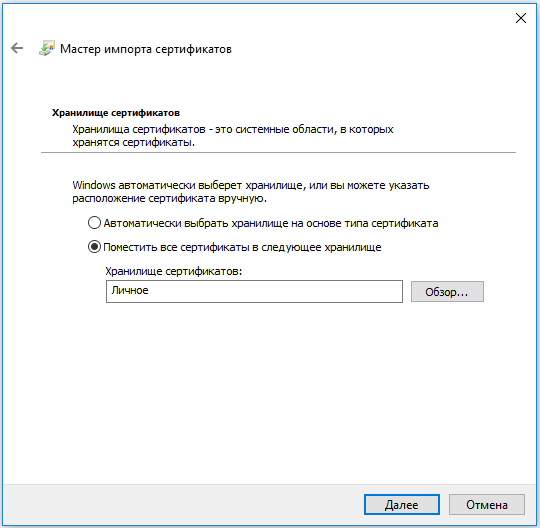 Мастер импорта сертификатов
Хранилище сертификатов
Хранилища сертификатов - это системные области, в которых
хранятся сертификаты.
Windows автоматически выберет хранилище, или вы можете указать
расположение сертификата вручную.
Автоматически выбрать хранилище на основе типа сертификата
Поместить все сертификаты в следующее хранилище
Хранилище сертификатов:
Личное
Обзор...
Далее
Отмена